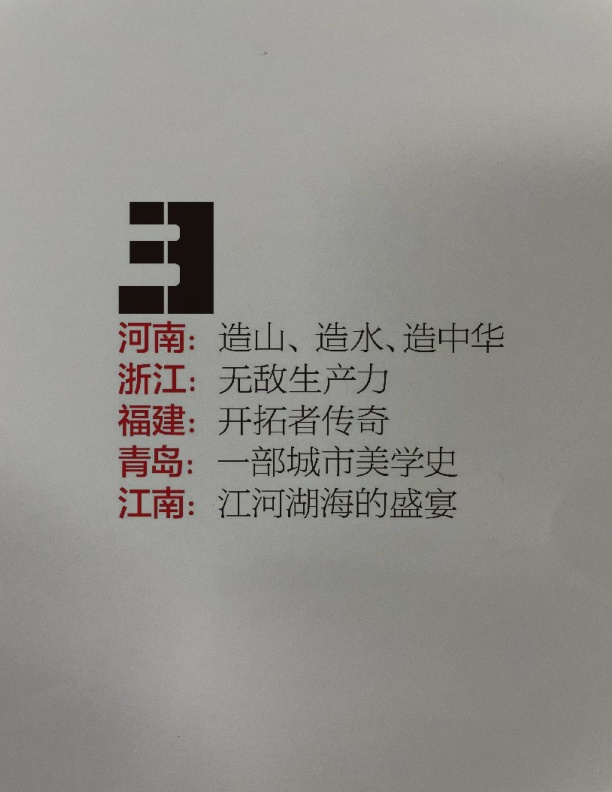 3
河南：造山、造水、造中华
浙江：无敌生产力
福建：开拓者传奇
青岛：一部城市美学史
江南：江河湖海的盛宴